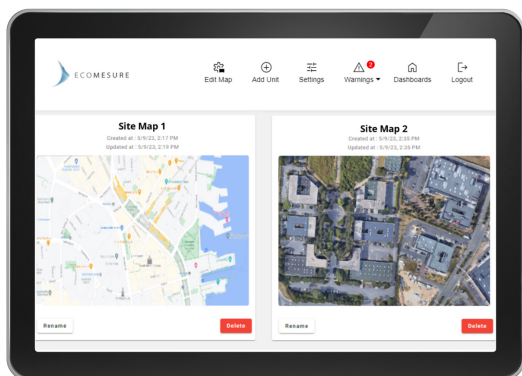 ECOMESURE
Edit Map
Add Unit
Settings
2
Warnings
Dashboards
Logout
Site Map 1
Created at : 5/9/22, 2:17 PM
Updated at : 5/9/22, 2:19 PM
Rename
Delete
Site Map 2
Created at : 5/9/22, 2:35 PM
Updated at : 5/9/23, 2:35 PM
Rename
Delete